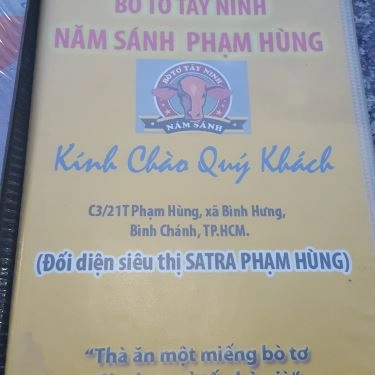 BÒ TƠ TÂY NINH
NĂM SÁNH PHẠM HÙNG
BÒ TƠ TÂY NINH
NĂM SÁNH
Kính Chào Quý Khách
C3/21T Phạm Hùng, xã Bình Hưng,
Bình Chánh, TP.HCM.
(Đối diện siêu thị SATRA PHẠM HÙNG)
"Thà ăn một miếng bò tơ